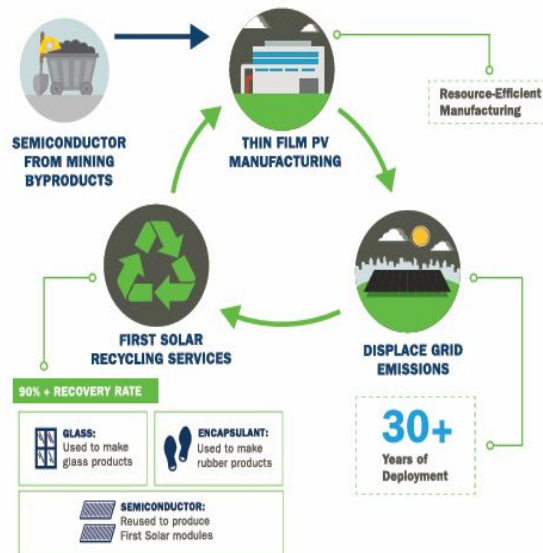 SEMICONDUCTOR
FROM MINING
BYPRODUCTS
THIN FILM PV
MANUFACTURING
Resource-Efficient
Manufacturing
FIRST SOLAR
RECYCLING SERVICES
DISPLACE GRID
EMISSIONS
90% + RECOVERY RATE
GLASS:
Used to make
glass products
ENCAPSULANT:
Used to make
rubber products
SEMICONDUCTOR:
Reused to produce
First Solar modules
30+
Years of
Deployment